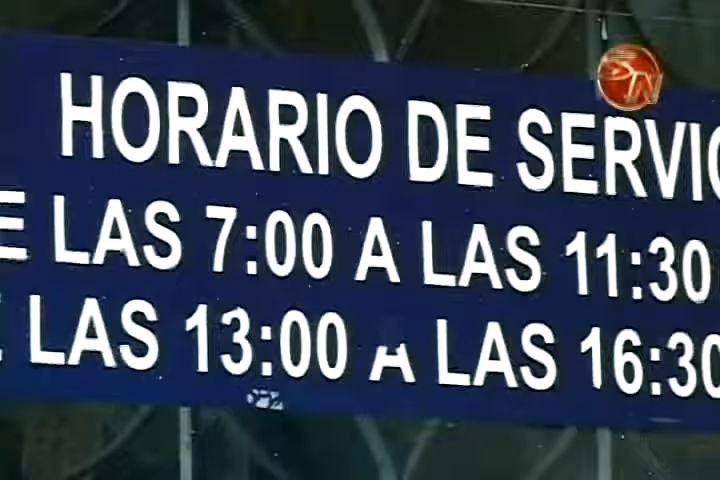 HORARIO DE SERVIC
E LAS 7:00 A LAS 11:30
E LAS 13:00 A LAS 16:30